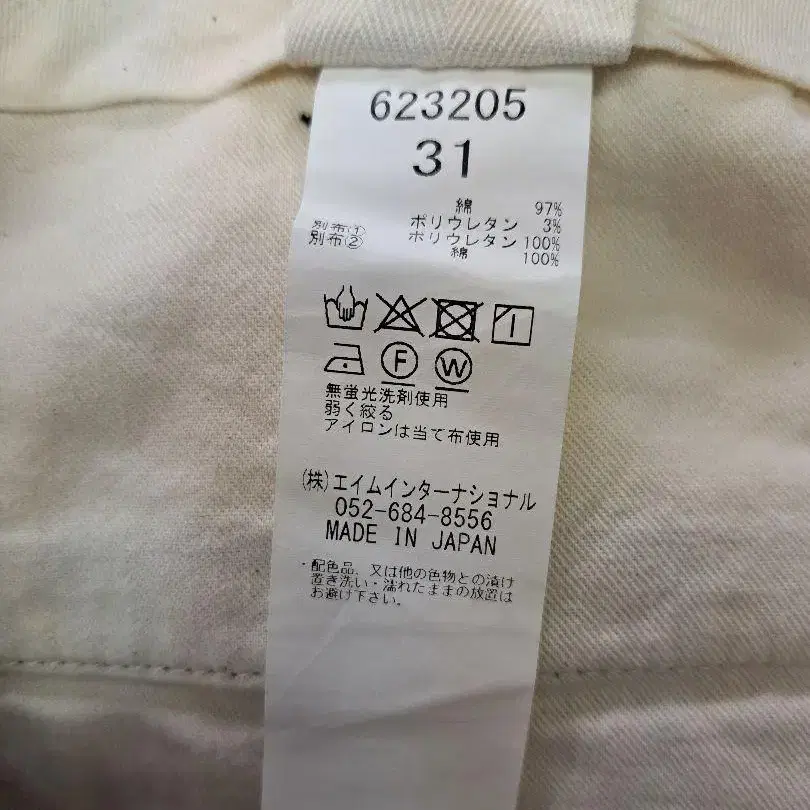 623205
31
綿 97%
ポリウレタン 3%
別布① ポリウレタン 100%
別布② 綿 100%
F W
無蛍光洗剤使用
弱く絞る
アイロンは当て布使用
(株)エイムインターナショナル
052-684-8556
MADE IN JAPAN
・配色品、又は他の色物との漬け
置き洗い・濡れたままの放置は
お避け下さい。